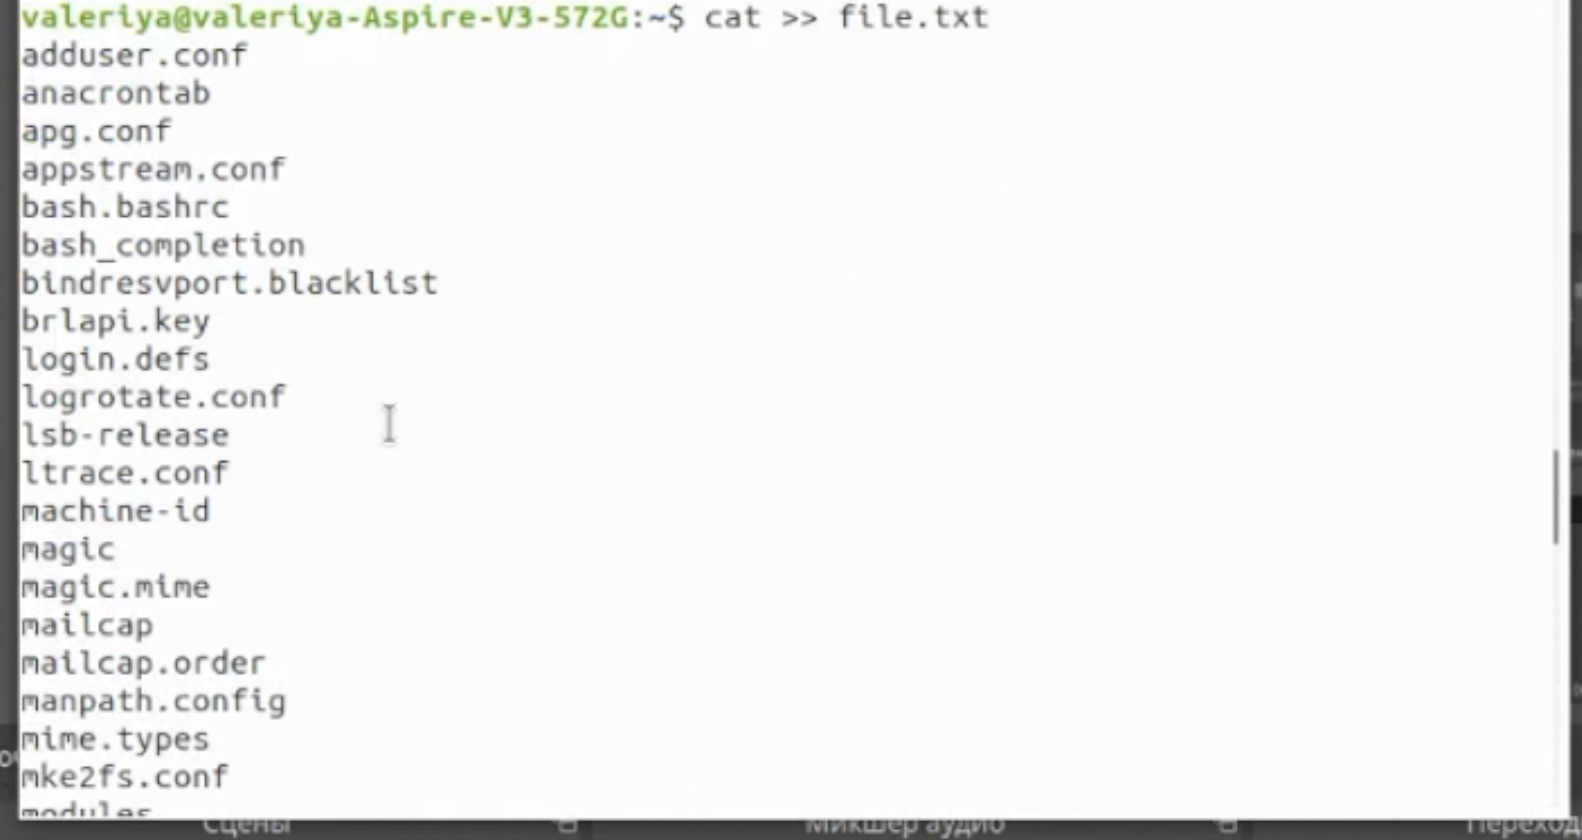 valeriya@valeriya-Aspire-V3-572G:~$ cat >> file.txt
adduser.conf
anacrontab
apg.conf
appstream.conf
bash.bashrc
bash_completion
bindresvport.blacklist
brlapi.key
login.defs
logrotate.conf
lsb-release
ltrace.conf
machine-id
magic
magic.mime
mailcap
mailcap.order
manpath.config
mime.types
mke2fs.conf
modules
Сцены
Микшер аудио
Переход